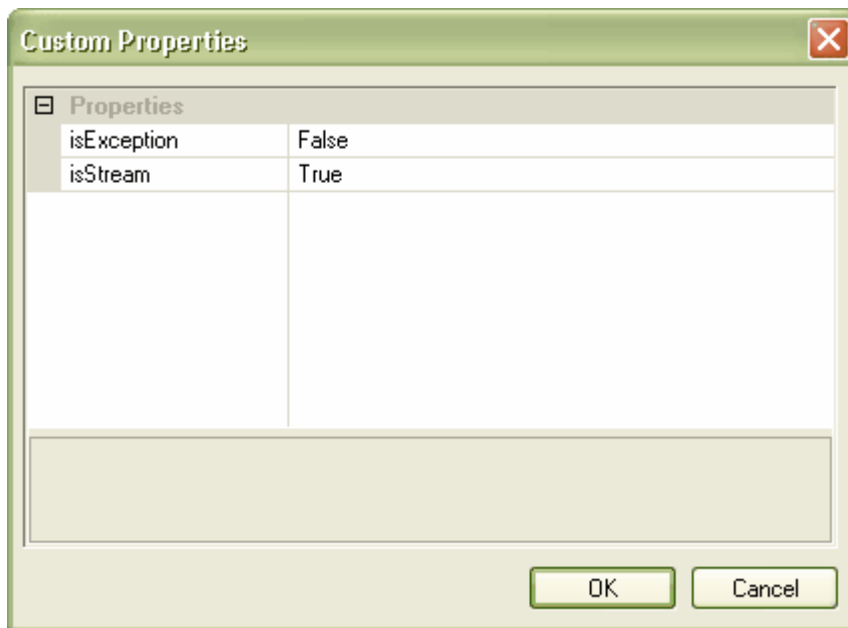 Custom Properties
Properties
isException False
isStream True
OK Cancel